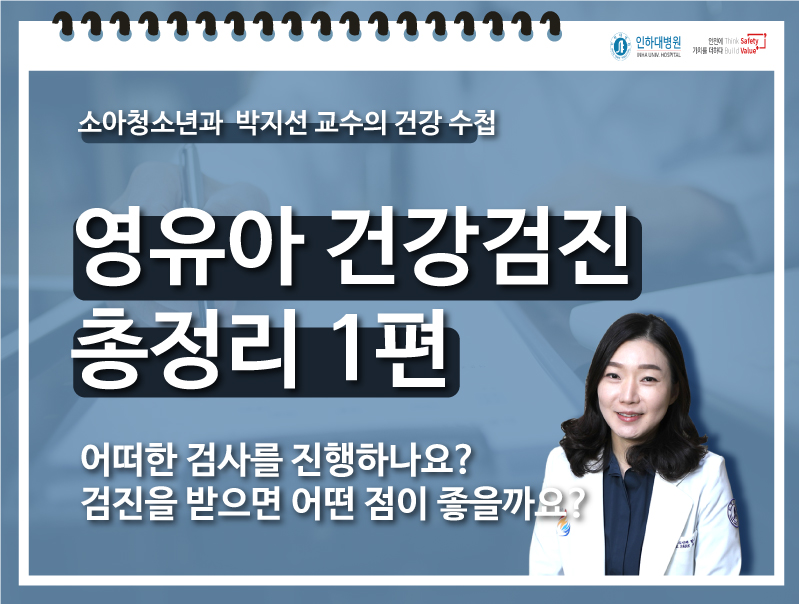 인하대병원
INHA UNIV. HOSPITAL
안전에 Think Safety
가치를 더하다 Build Value
소아청소년과 박지선 교수의 건강 수첩
영유아 건강검진
총정리 1편
어떠한 검사를 진행하나요?
검진을 받으면 어떤 점이 좋을까요?